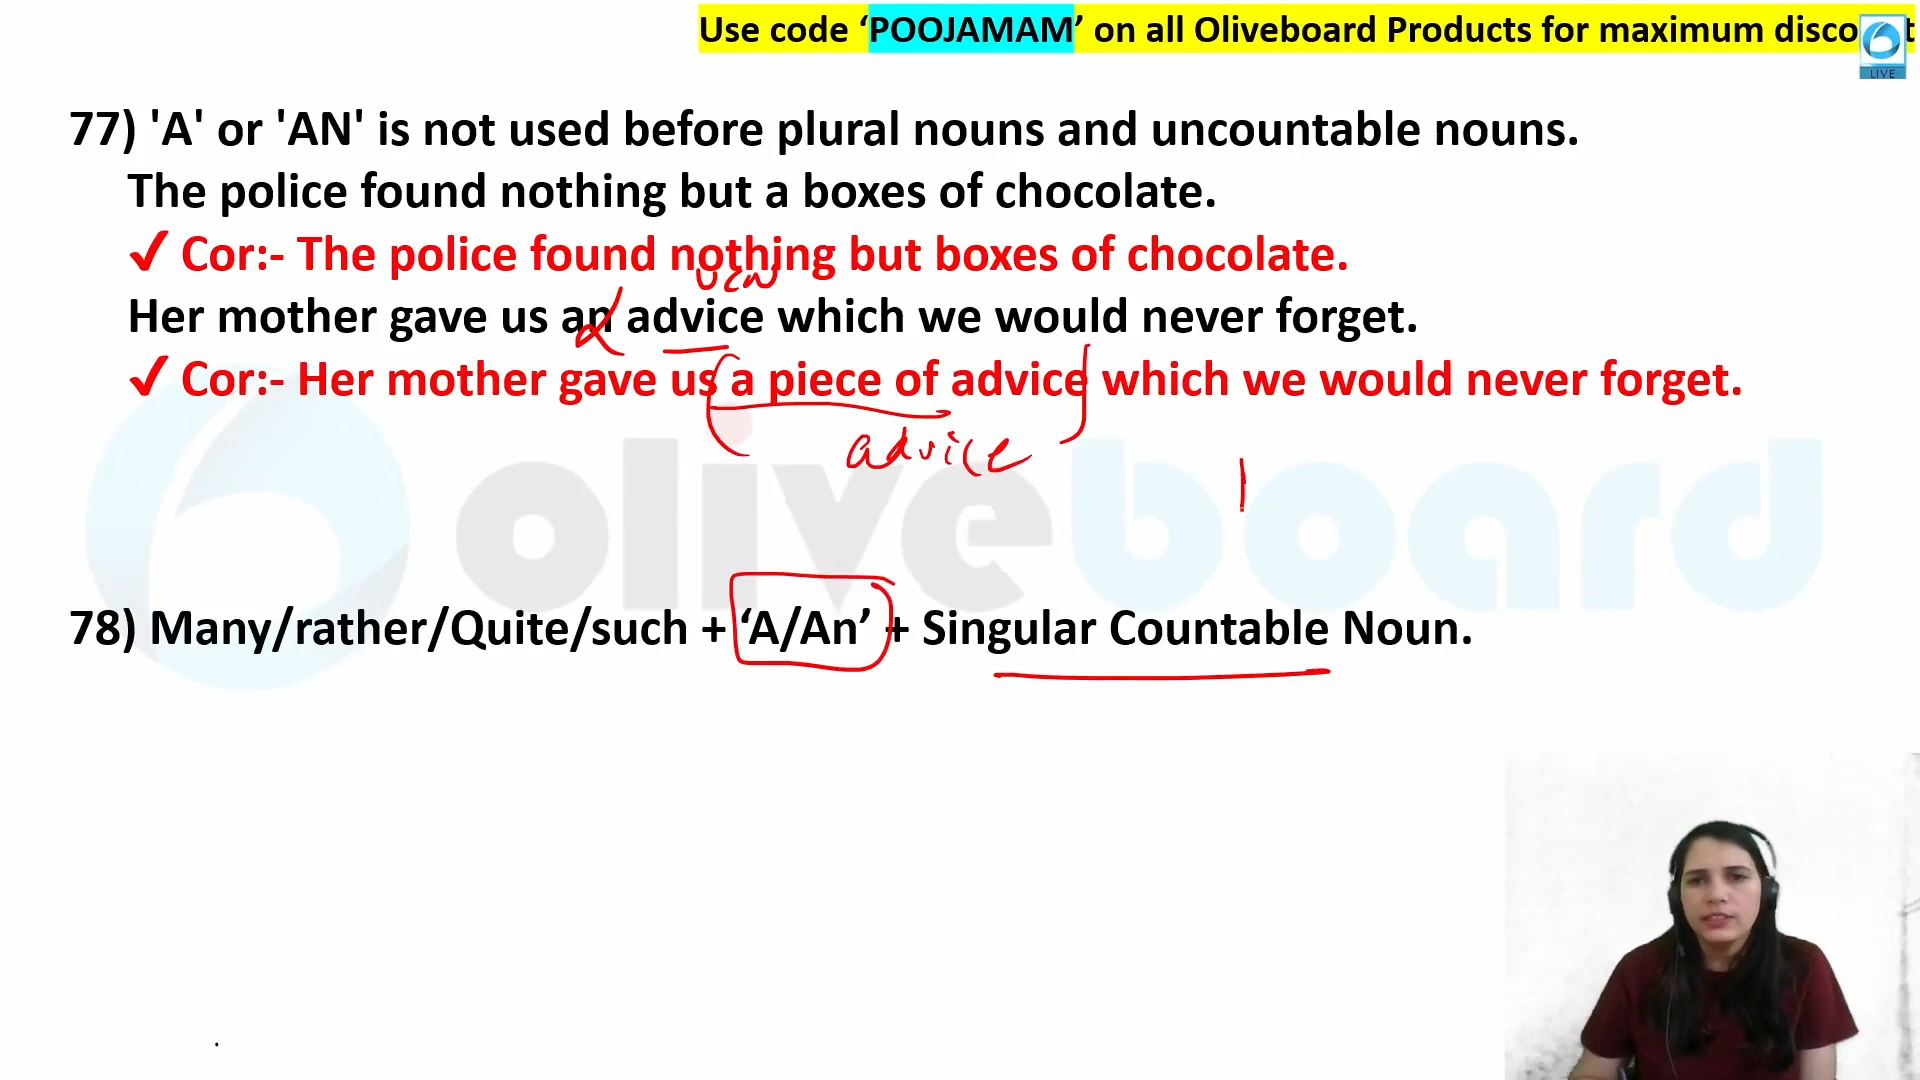 Use code ‘POOJAMAM’ on all Oliveboard Products for maximum disco t
LIVE
77) 'A' or 'AN' is not used before plural nouns and uncountable nouns.
The police found nothing but a boxes of chocolate.
✓ Cor:- The police found nothing but boxes of chocolate.
UCN
Her mother gave us an advice which we would never forget.
✓ Cor:- Her mother gave us a piece of advice which we would never forget.
advice
oliveboard
78) Many/rather/Quite/such + ‘A/An’ + Singular Countable Noun.